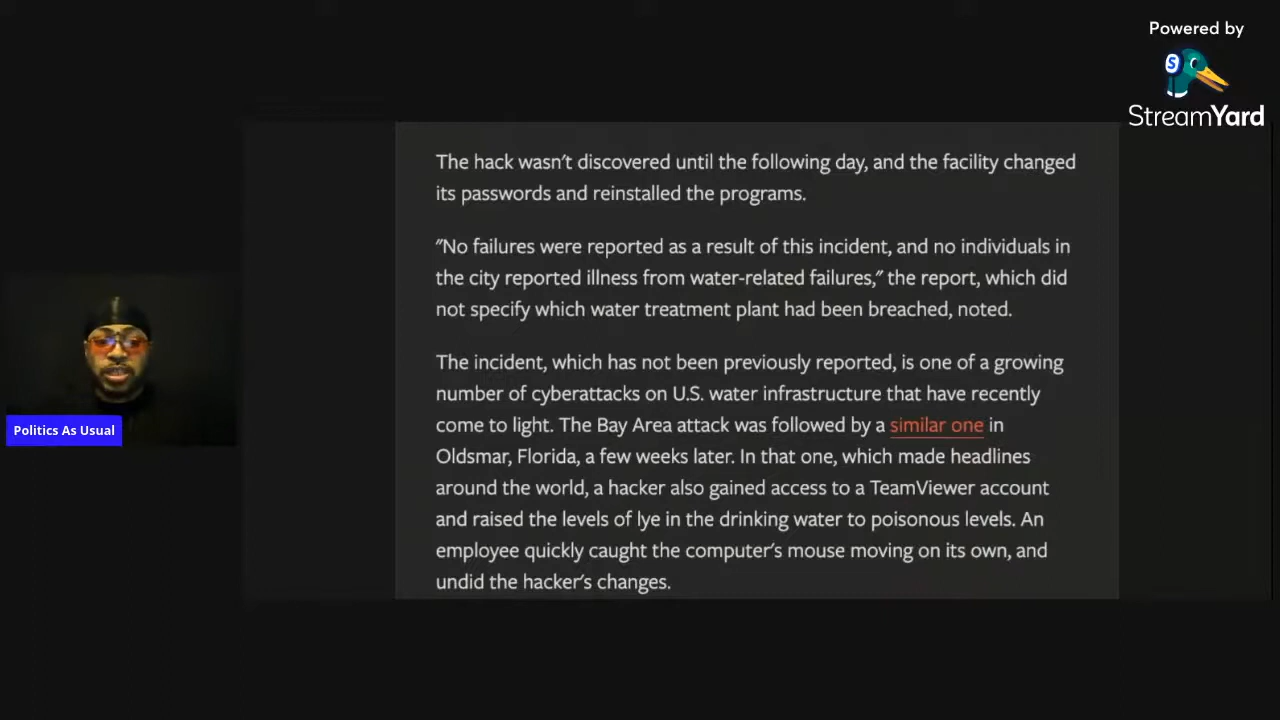 Powered by
S
StreamYard
The hack wasn't discovered until the following day, and the facility changed
its passwords and reinstalled the programs.
"No failures were reported as a result of this incident, and no individuals in
the city reported illness from water-related failures," the report, which did
not specify which water treatment plant had been breached, noted.
The incident, which has not been previously reported, is one of a growing
number of cyberattacks on U.S. water infrastructure that have recently
come to light. The Bay Area attack was followed by a similar one in
Oldsmar, Florida, a few weeks later. In that one, which made headlines
around the world, a hacker also gained access to a TeamViewer account
and raised the levels of lye in the drinking water to poisonous levels. An
employee quickly caught the computer's mouse moving on its own, and
undid the hacker's changes.
Politics As Usual